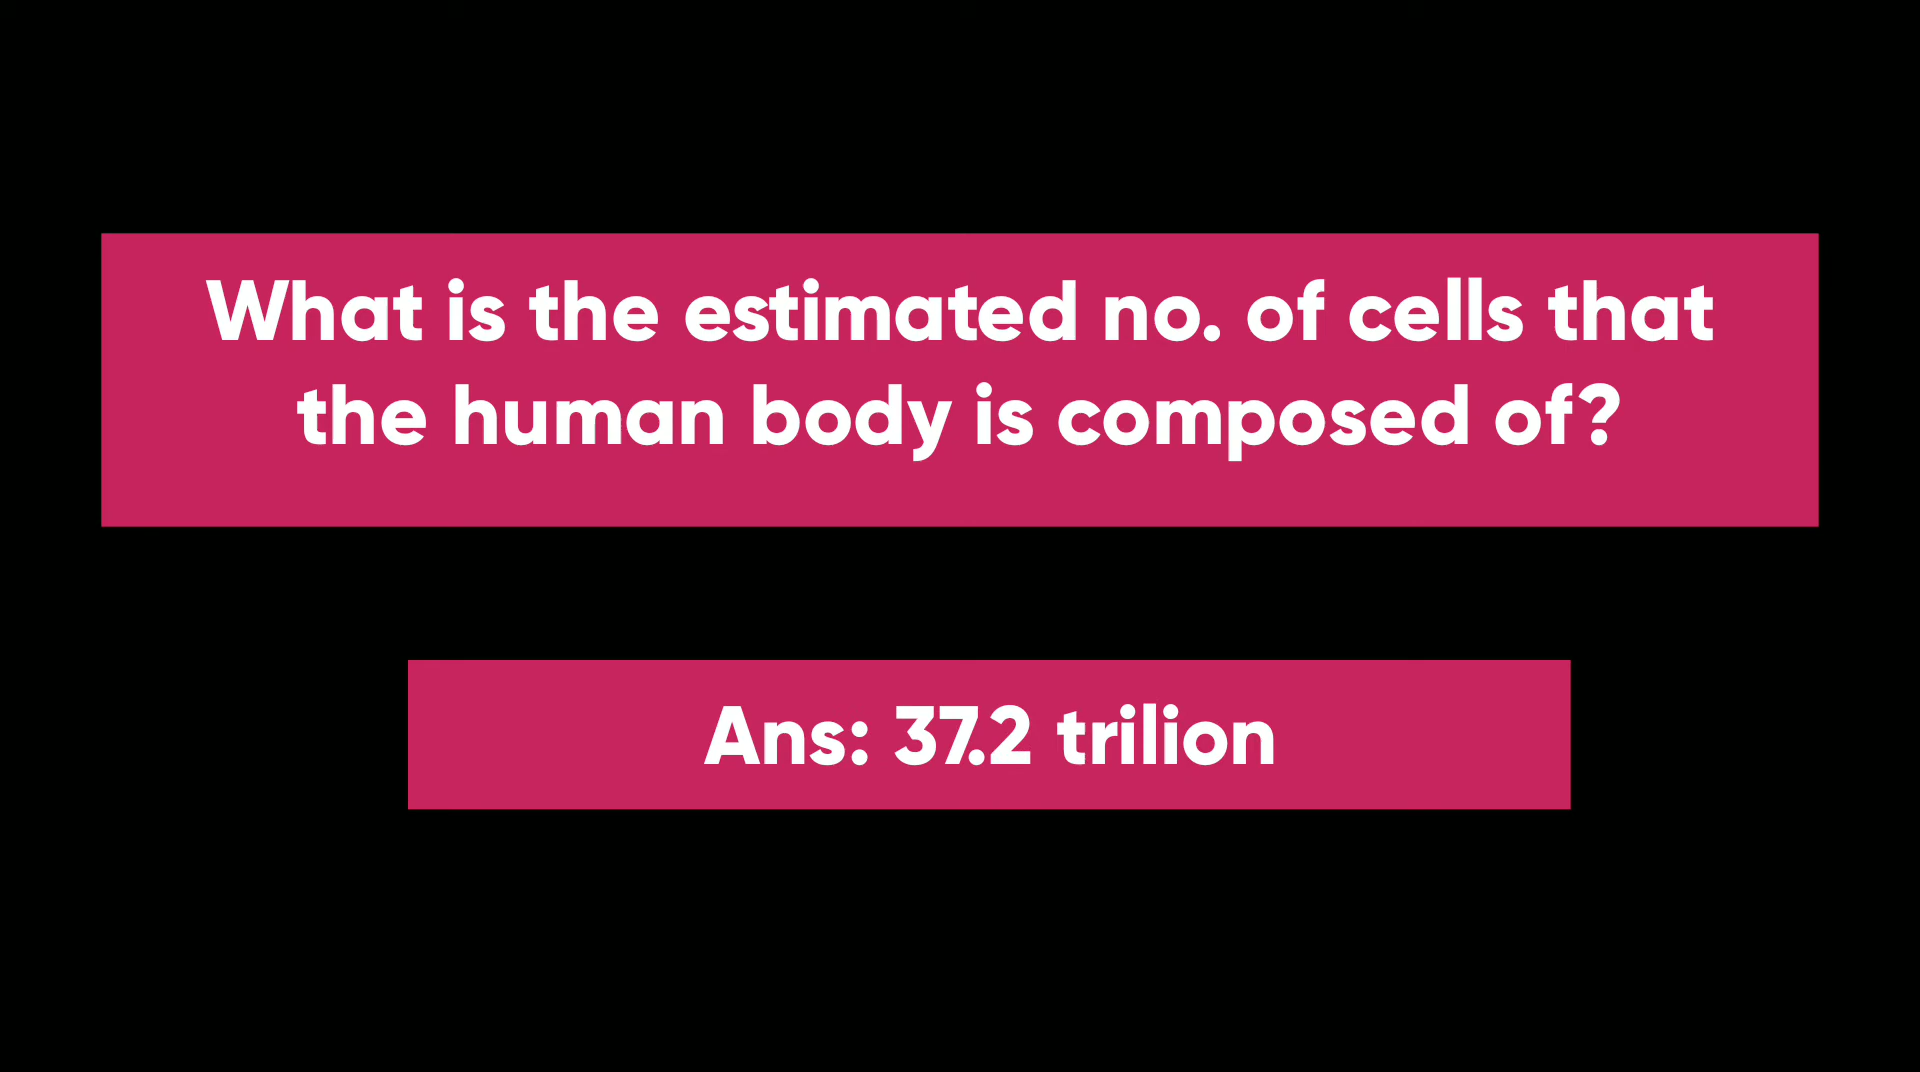 What is the estimated no. of cells that
the human body is composed of?
Ans: 37.2 trilion